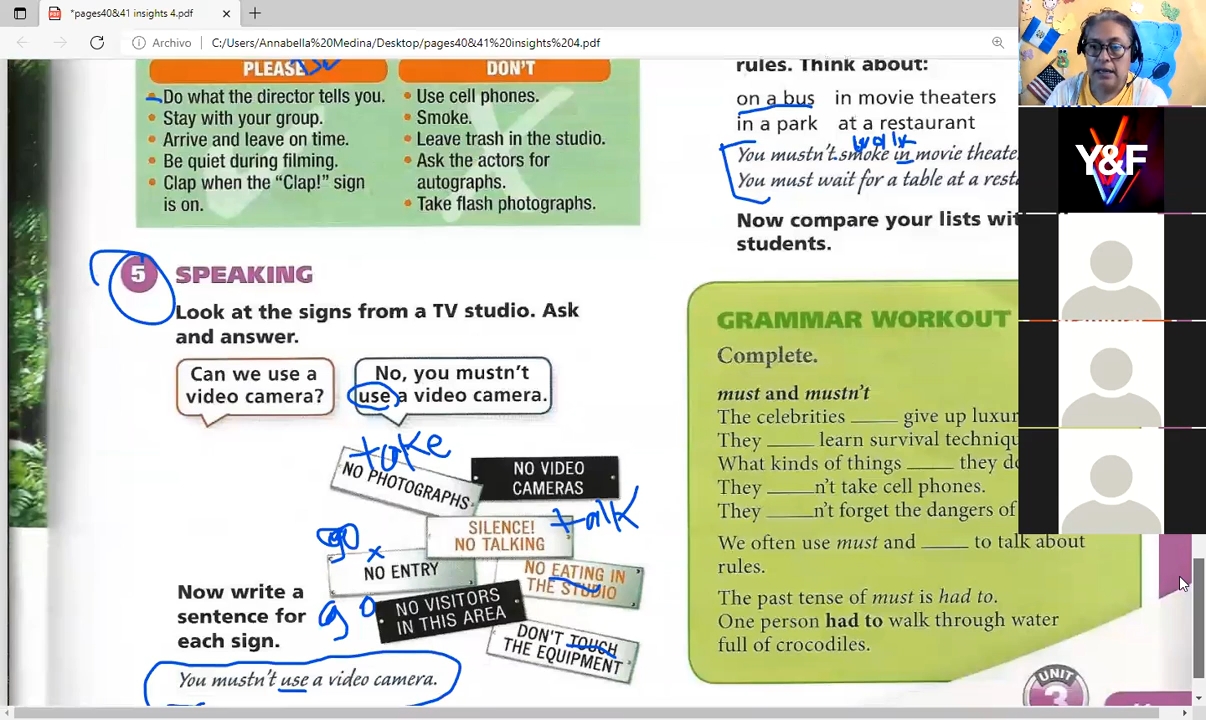 *pages40&41 insights 4.pdf
Archivo
C:/Users/Annabella%20Medina/Desktop/pages40&41%20insights%204.pdf
PLEASE
Do what the director tells you.
Stay with your group.
Arrive and leave on time.
Be quiet during filming.
Clap when the “Clap!” sign
is on.
DON'T
Use cell phones.
Smoke.
Leave trash in the studio.
Ask the actors for
autographs.
Take flash photographs.
5 SPEAKING
Look at the signs from a TV studio. Ask
and answer.
Can we use a
video camera?
No, you mustn't
use a video camera.
take
NO PHOTOGRAPHS
NO VIDEO
CAMERAS
SILENCE!
NO TALKING
talk
go
x
NO ENTRY
NO EATING IN
THE STUDIO
go
NO VISITORS
IN THIS AREA
DON'T TOUCH
THE EQUIPMENT
Now write a
sentence for
each sign.
You mustn't use a video camera.
rules. Think about:
on a bus in movie theaters
in a park at a restaurant
walk
You mustn't smoke in movie theate
You must wait for a table at a rest
Now compare your lists wit
students.
GRAMMAR WORKOUT
Complete.
must and mustn't
The celebrities ____ give up luxur
They ____ learn survival techniqu
What kinds of things ____ they do
They ____n't take cell phones.
They ____n't forget the dangers of
We often use must and ____ to talk about
rules.
The past tense of must is had to.
One person had to walk through water
full of crocodiles.
UNIT
3
Y&F